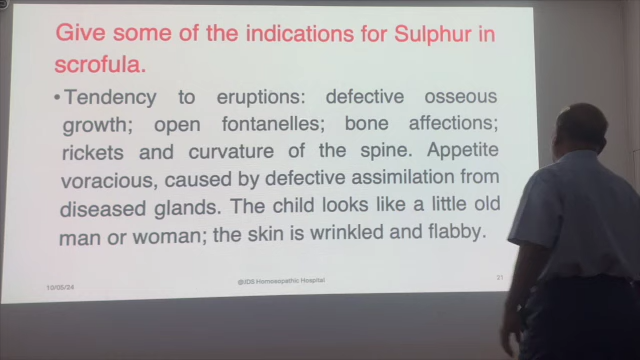 Give some of the indications for Sulphur in
scrofula.
• Tendency to eruptions: defective osseous
growth; open fontanelles; bone affections;
rickets and curvature of the spine. Appetite
voracious, caused by defective assimilation from
diseased glands. The child looks like a little old
man or woman; the skin is wrinkled and flabby.
19/05/24
@JDS Homoeopathic Hospital
21